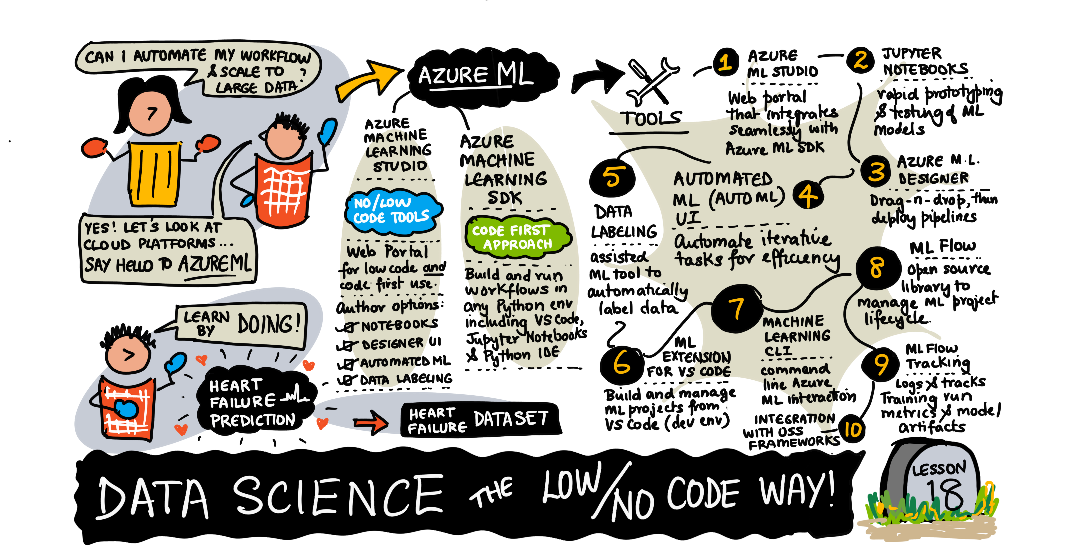 CAN I AUTOMATE MY WORKFLOW
& SCALE TO
LARGE DATA?
YES! LET'S LOOK AT
CLOUD PLATFORMS...
SAY HELLO TO AZURE ML
LEARN
BY DOING!
HEART
FAILURE
PREDICTION
HEART
FAILURE DATASET
AZURE ML
AZURE
MACHINE
LEARNING
STUDIO
NO/LOW
CODE TOOLS
Web Portal
for low code and
code first use.
Author options:
NOTEBOOKS
DESIGNER UI
AUTOMATED ML
DATA LABELING
AZURE
MACHINE
LEARNING
SDK
CODE FIRST
APPROACH
Build and run
workflows in
any Python env
including VS Code,
Jupyter Notebooks
& Python IDE
TOOLS
1 AZURE
ML STUDIO
Web portal
that integrates
seamlessly with
Azure ML SDK
2 JUPYTER
NOTEBOOKS
rapid prototyping
& testing of ML
models
3 AZURE M.L.
DESIGNER
Drag-n-drop, then
deploy pipelines
4
AUTOMATED
ML (AUTO ML)
UI
Automate iterative
tasks for efficiency
5
DATA
LABELING
assisted
ML tool to
automatically
label data
6
ML
EXTENSION
FOR VS CODE
Build and manage
ML projects from
VS Code (dev env)
7
MACHINE
LEARNING
CLI
command
line Azure
ML interaction
8
ML Flow
Open source
library to
manage ML project
lifecycle.
9
MLFlow
Tracking
Logs & tracks
Training run
metrics & model
artifacts
10
INTEGRATION
WITH OSS
FRAMEWORKS
DATA SCIENCE THE LOW/NO CODE WAY!
LESSON
18